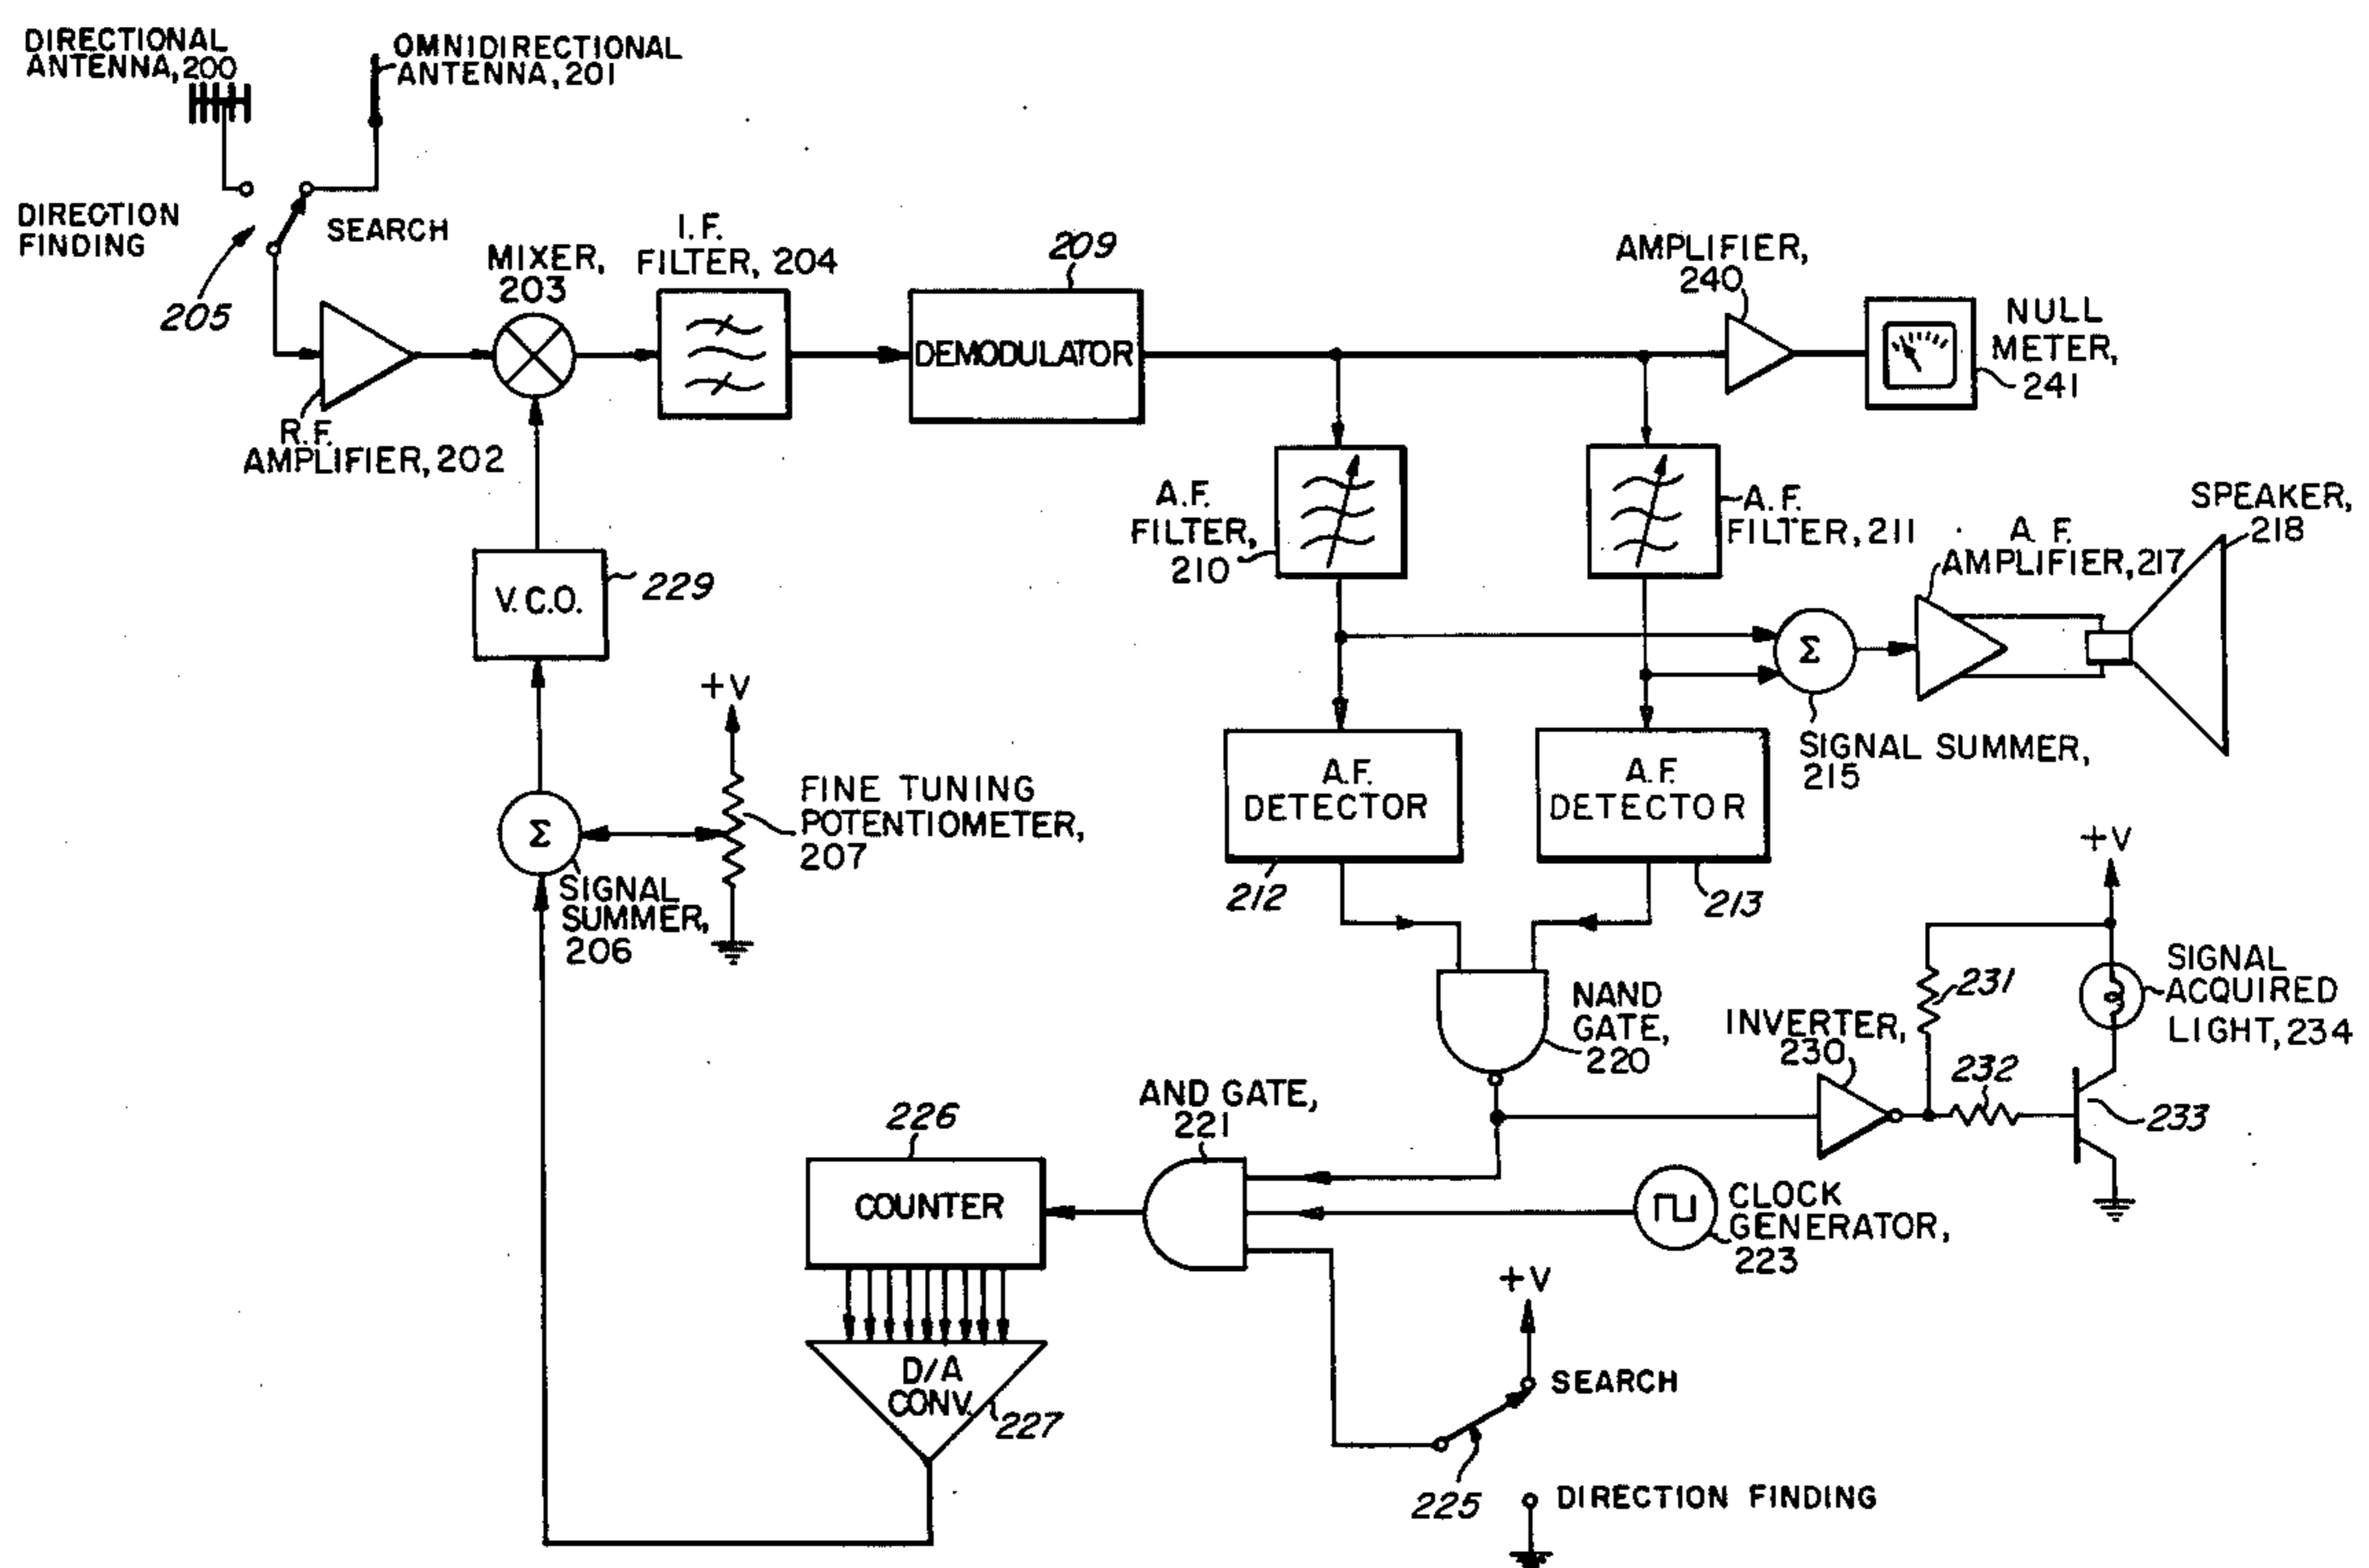 DIRECTIONAL
ANTENNA, 200
OMNIDIRECTIONAL
ANTENNA, 201
DIRECTION
FINDING
SEARCH
205
R.F.
AMPLIFIER, 202
MIXER,
203
I.F.
FILTER, 204
209
DEMODULATOR
AMPLIFIER,
240
NULL
METER,
241
A.F.
FILTER,
210
A.F.
FILTER, 211
A.F.
AMPLIFIER, 217
SPEAKER,
218
V.C.O.
229
Σ
SIGNAL SUMMER,
215
+V
FINE TUNING
POTENTIOMETER,
207
Σ
SIGNAL
SUMMER,
206
A.F.
DETECTOR
212
A.F.
DETECTOR
213
NAND
GATE,
220
+V
231
SIGNAL
ACQUIRED
LIGHT, 234
INVERTER,
230
232
233
AND GATE,
221
226
COUNTER
CLOCK
GENERATOR,
223
D/A
CONV.
227
+V
SEARCH
225
DIRECTION FINDING